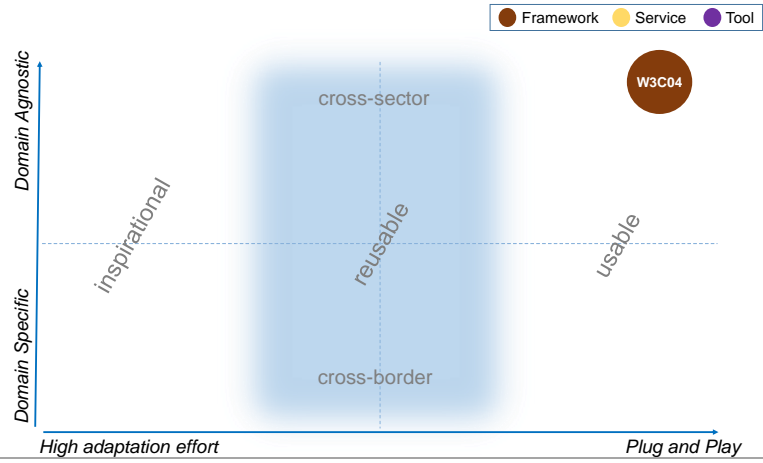 Framework Service Tool
Domain Agnostic
W3C04
cross-sector
inspirational
reusable
usable
Domain Specific
cross-border
High adaptation effort
Plug and Play